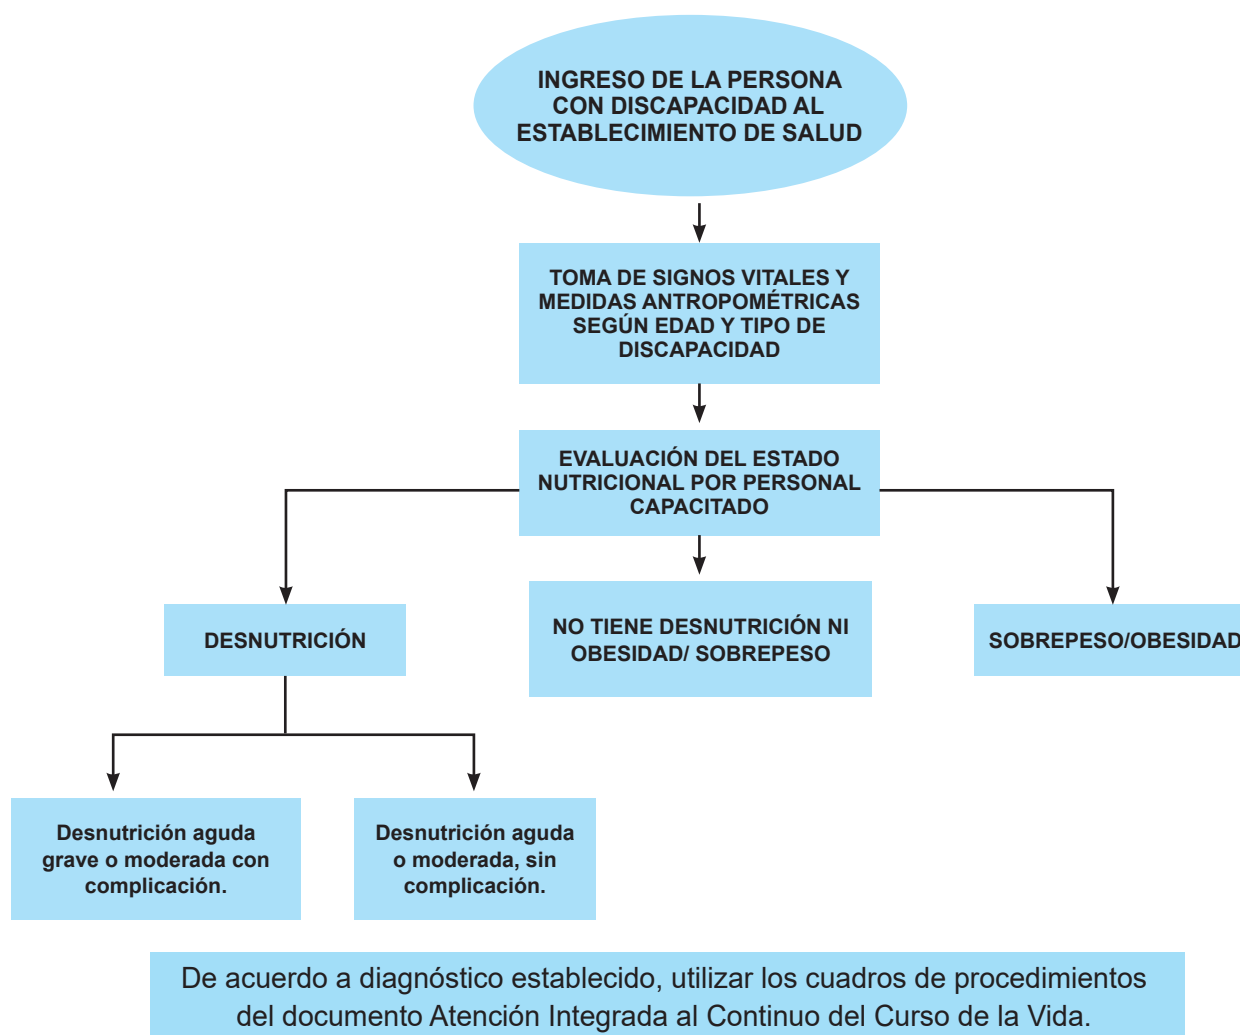 INGRESO DE LA PERSONA
CON DISCAPACIDAD AL
ESTABLECIMIENTO DE SALUD
TOMA DE SIGNOS VITALES Y
MEDIDAS ANTROPOMÉTRICAS
SEGÚN EDAD Y TIPO DE
DISCAPACIDAD
EVALUACIÓN DEL ESTADO
NUTRICIONAL POR PERSONAL
CAPACITADO
DESNUTRICIÓN
NO TIENE DESNUTRICIÓN NI
OBESIDAD/ SOBREPESO
SOBREPESO/OBESIDAD
Desnutrición aguda
grave o moderada con
complicación.
Desnutrición aguda
o moderada, sin
complicación.
De acuerdo a diagnóstico establecido, utilizar los cuadros de procedimientos
del documento Atención Integrada al Continuo del Curso de la Vida.